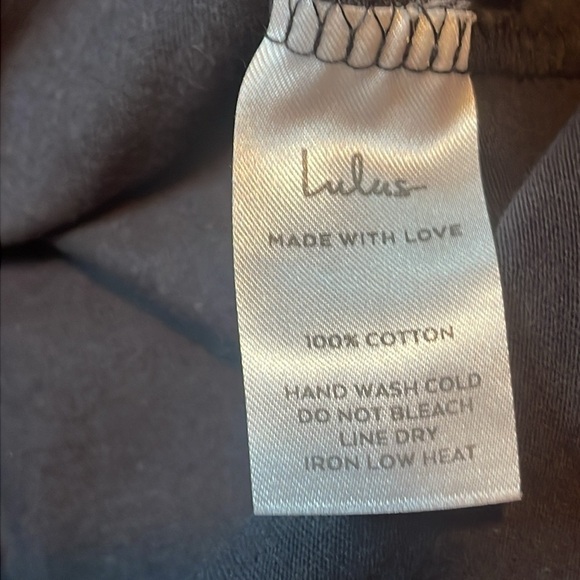 Lulus
MADE WITH LOVE
100% COTTON
HAND WASH COLD
DO NOT BLEACH
LINE DRY
IRON LOW HEAT